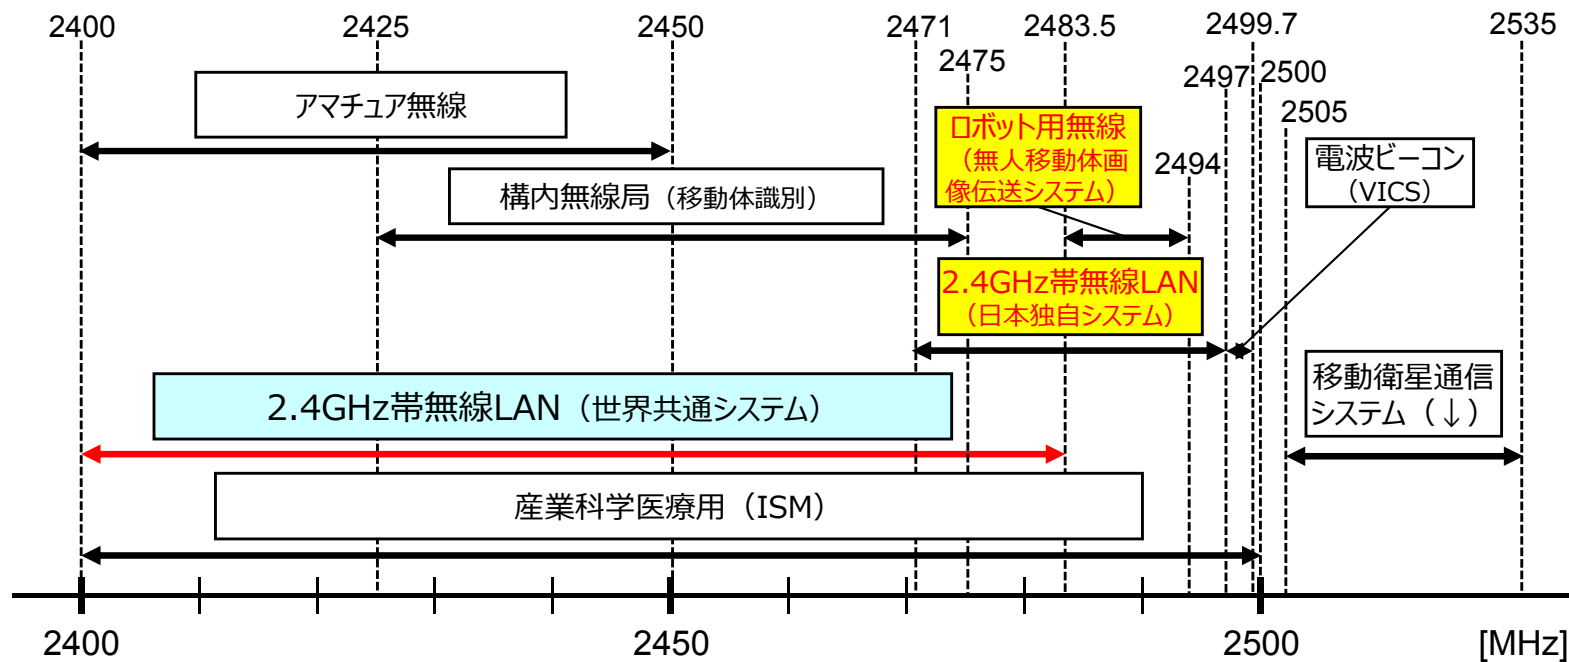 2400
2425
2450
2471
2483.5
2499.7
2535
2475
2497
2500
2505
アマチュア無線
ロボット用無線
（無人移動体画
像伝送システム）
2494
電波ビーコン
（VICS）
構内無線局（移動体識別）
2.4GHz帯無線LAN
（日本独自システム）
2.4GHz帯無線LAN（世界共通システム）
移動衛星通信
システム（↓）
産業科学医療用（ISM）
2400
2450
2500
[MHz]